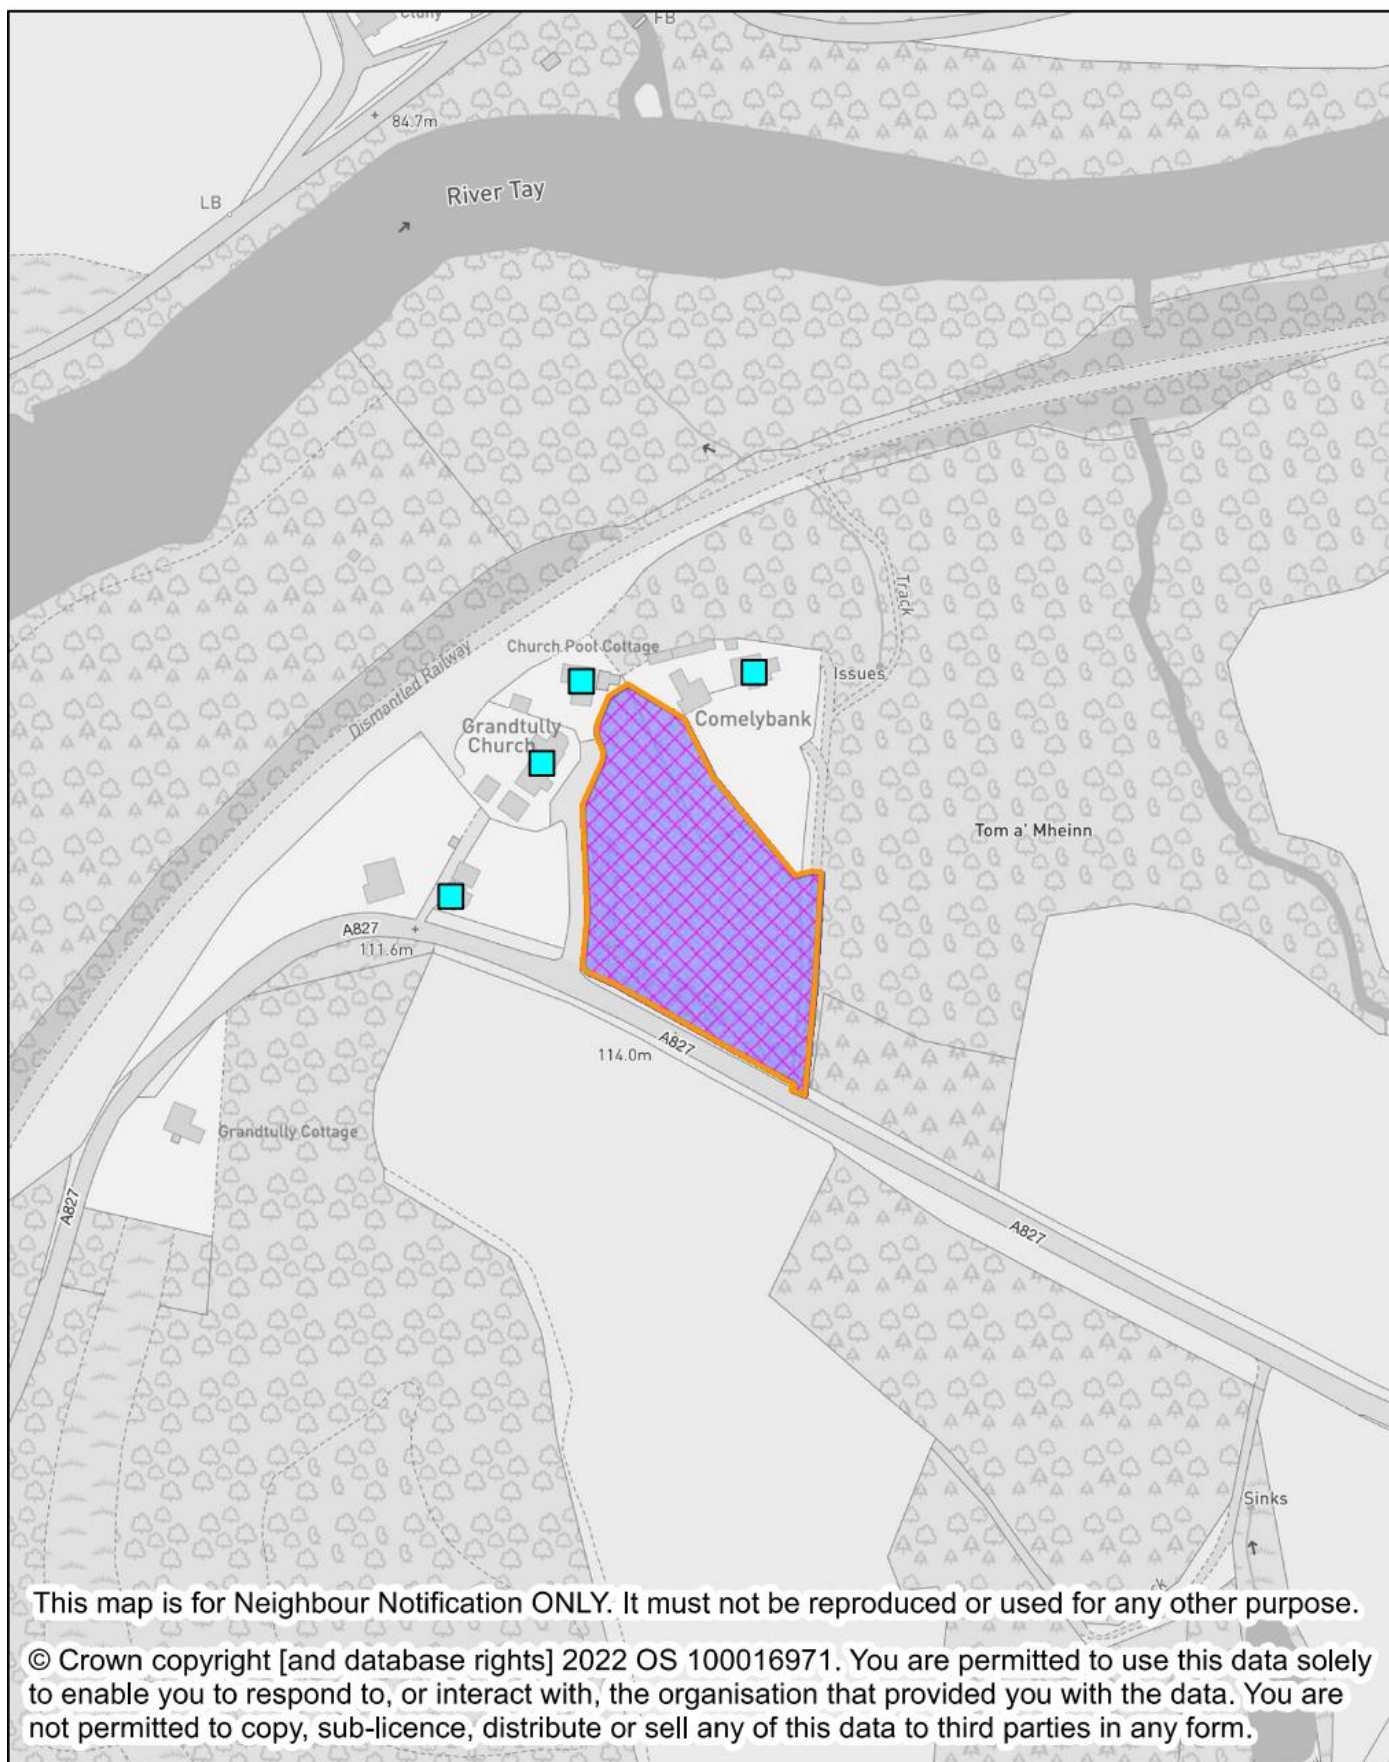 Cluny
FB
84.7m
LB
River Tay
Track
Church Pool Cottage
Issues
Dismantled Railway
Grandtully
Church
Comelybank
Tom a' Mheinn
A827
111.6m
A827
114.0m
Grandtully Cottage
A827
A827
Sinks
This map is for Neighbour Notification ONLY. It must not be reproduced or used for any other purpose.
© Crown copyright [and database rights] 2022 OS 100016971. You are permitted to use this data solely
to enable you to respond to, or interact with, the organisation that provided you with the data. You are
not permitted to copy, sub-licence, distribute or sell any of this data to third parties in any form.